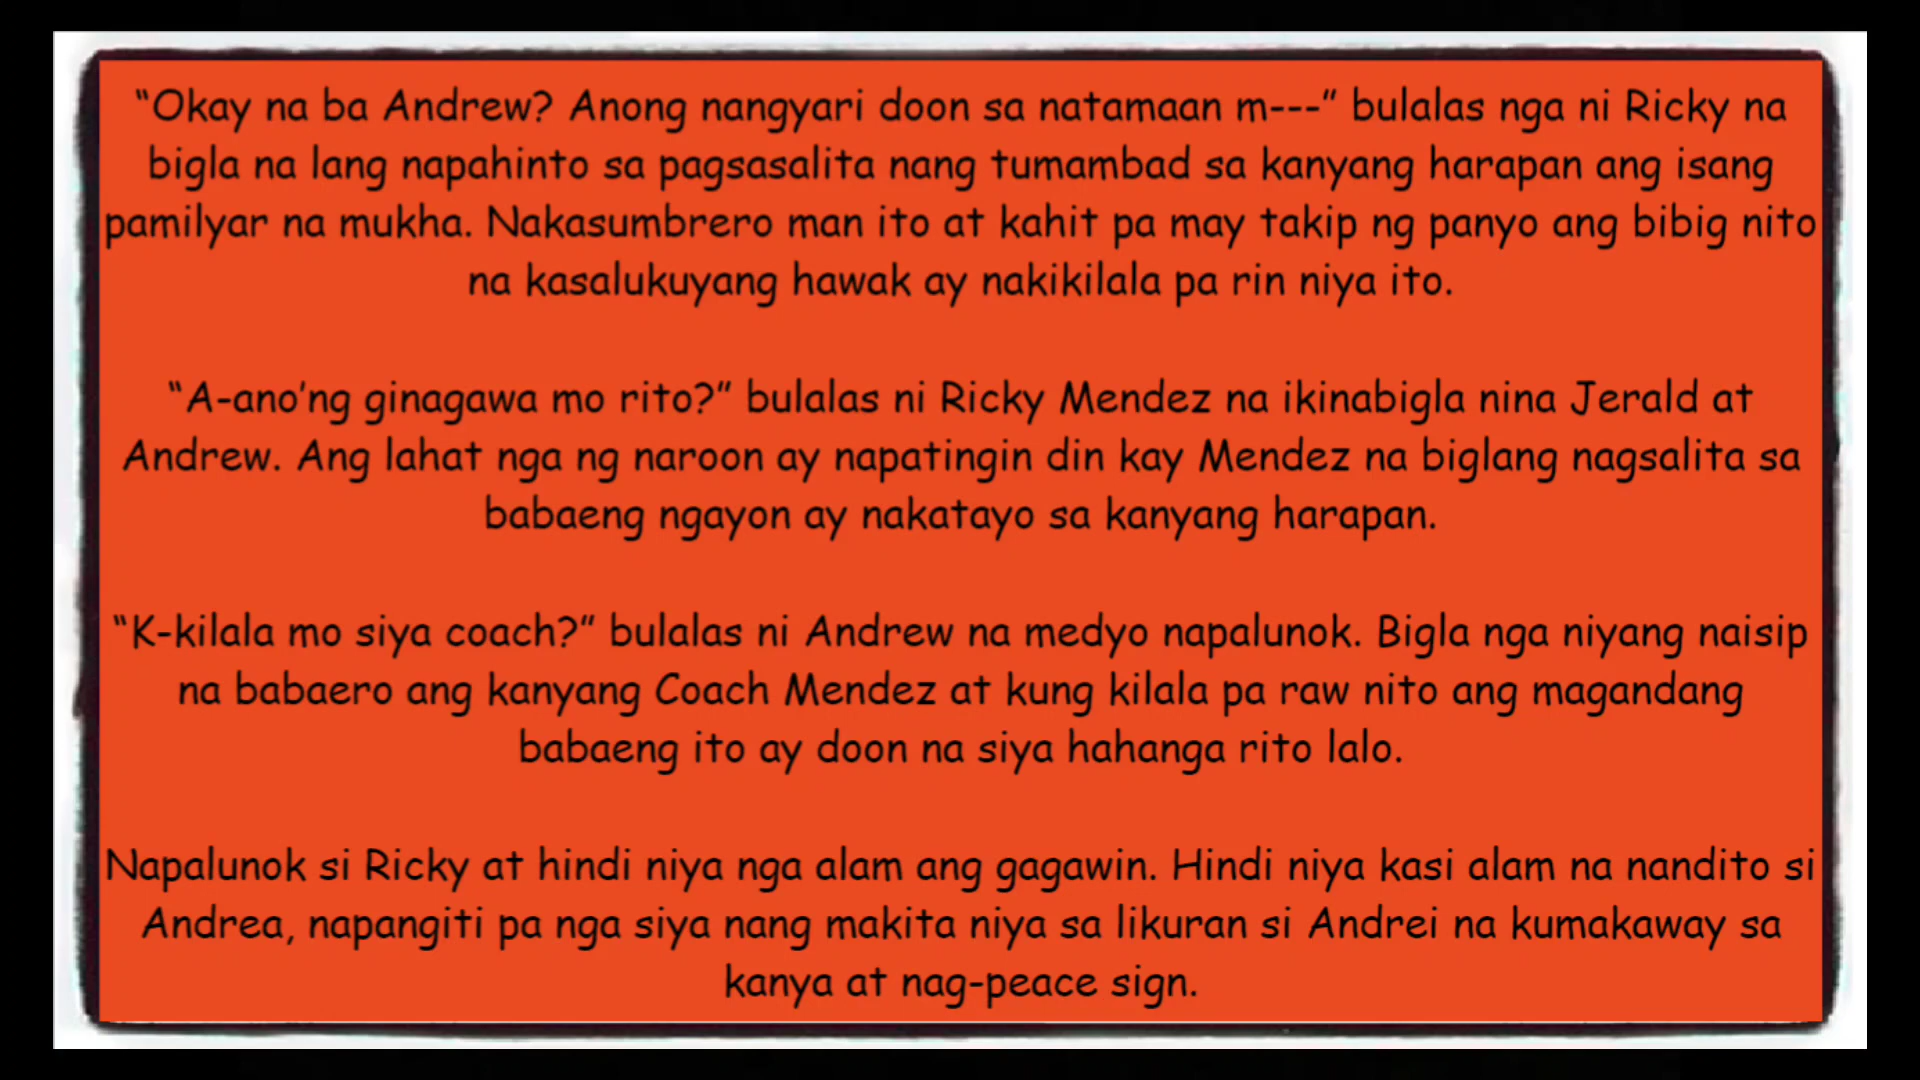 “Okay na ba Andrew? Anong nangyari doon sa natamaan m---” bulalas nga ni Ricky na
bigla na lang napahinto sa pagsasalita nang tumambad sa kanyang harapan ang isang
pamilyar na mukha. Nakasumbrero man ito at kahit pa may takip ng panyo ang bibig nito
na kasalukuyang hawak ay nakikilala pa rin niya ito.
“A-ano’ng ginagawa mo rito?” bulalas ni Ricky Mendez na ikinabigla nina Jerald at
Andrew. Ang lahat nga ng naroon ay napatingin din kay Mendez na biglang nagsalita sa
babaeng ngayon ay nakatayo sa kanyang harapan.
“K-kilala mo siya coach?” bulalas ni Andrew na medyo napalunok. Bigla nga niyang naisip
na babaero ang kanyang Coach Mendez at kung kilala pa raw nito ang magandang
babaeng ito ay doon na siya hahanga rito lalo.
Napalunok si Ricky at hindi niya nga alam ang gagawin. Hindi niya kasi alam na nandito si
Andrea, napangiti pa nga siya nang makita niya sa likuran si Andrei na kumakaway sa
kanya at nag-peace sign.